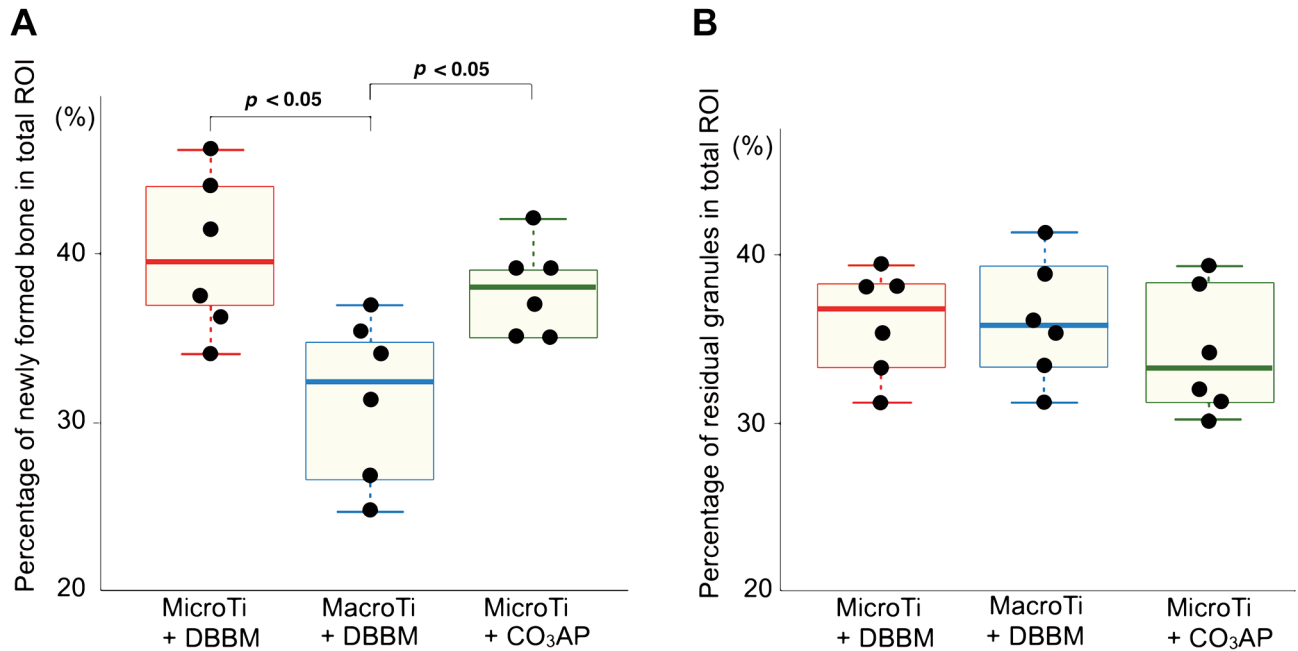 A
Percentage of newly formed bone in total ROI
(%)
p < 0.05
p < 0.05
40
30
20
MicroTi
+ DBBM
MacroTi
+ DBBM
MicroTi
+ CO₃AP
B
Percentage of residual granules in total ROI
(%)
40
30
20
MicroTi
+ DBBM
MacroTi
+ DBBM
MicroTi
+ CO₃AP